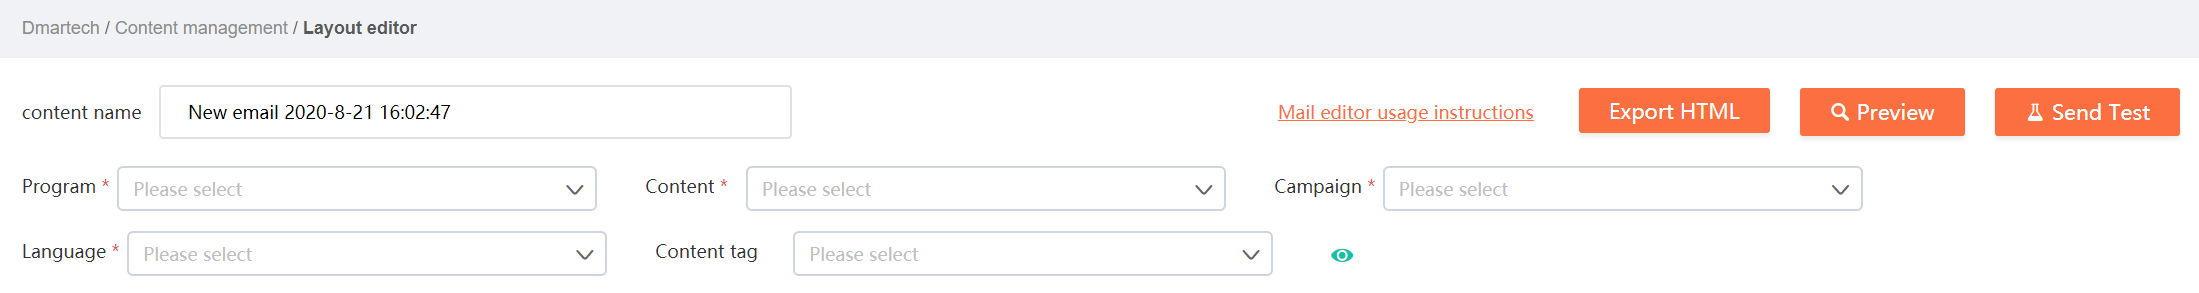 Dmartech / Content management / Layout editor
content name New email 2020-8-21 16:02:47 Mail editor usage instructions Export HTML Preview Send Test
Program * Please select Content * Please select Campaign * Please select
Language * Please select Content tag Please select